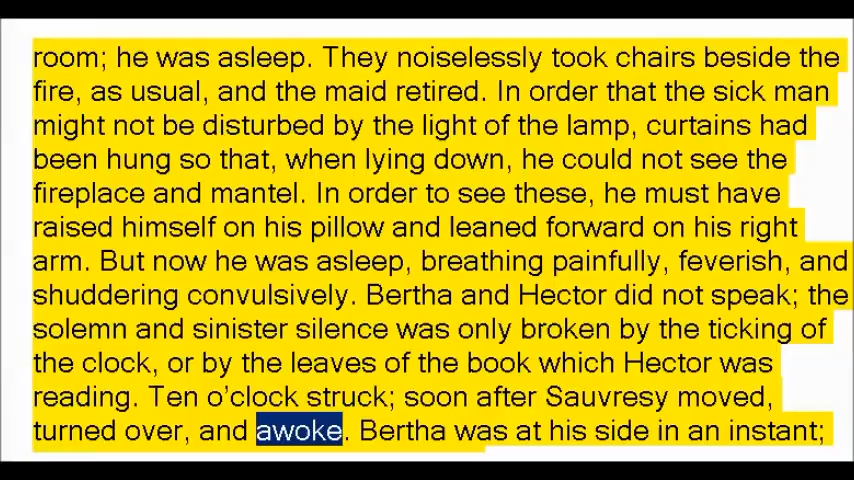 room; he was asleep. They noiselessly took chairs beside the
fire, as usual, and the maid retired. In order that the sick man
might not be disturbed by the light of the lamp, curtains had
been hung so that, when lying down, he could not see the
fireplace and mantel. In order to see these, he must have
raised himself on his pillow and leaned forward on his right
arm. But now he was asleep, breathing painfully, feverish, and
shuddering convulsively. Bertha and Hector did not speak; the
solemn and sinister silence was only broken by the ticking of
the clock, or by the leaves of the book which Hector was
reading. Ten o’clock struck; soon after Sauvresy moved,
turned over, and awoke. Bertha was at his side in an instant;